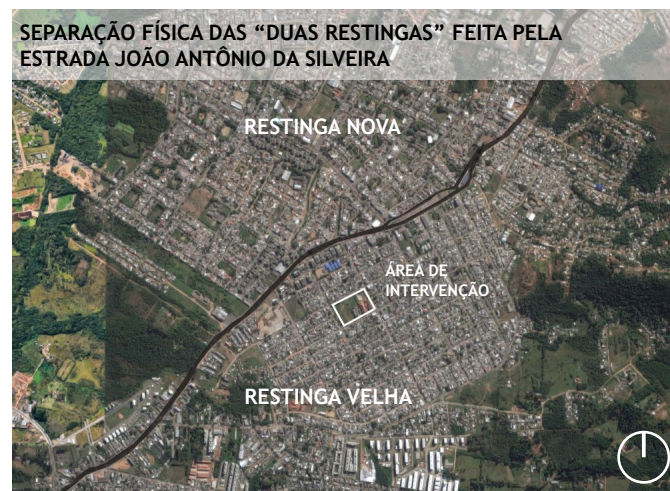 SEPARAÇÃO FÍSICA DAS “DUAS RESTINGAS” FEITA PELA
ESTRADA JOÃO ANTÔNIO DA SILVEIRA
RESTINGA NOVA
ÁREA DE
INTERVENÇÃO
RESTINGA VELHA